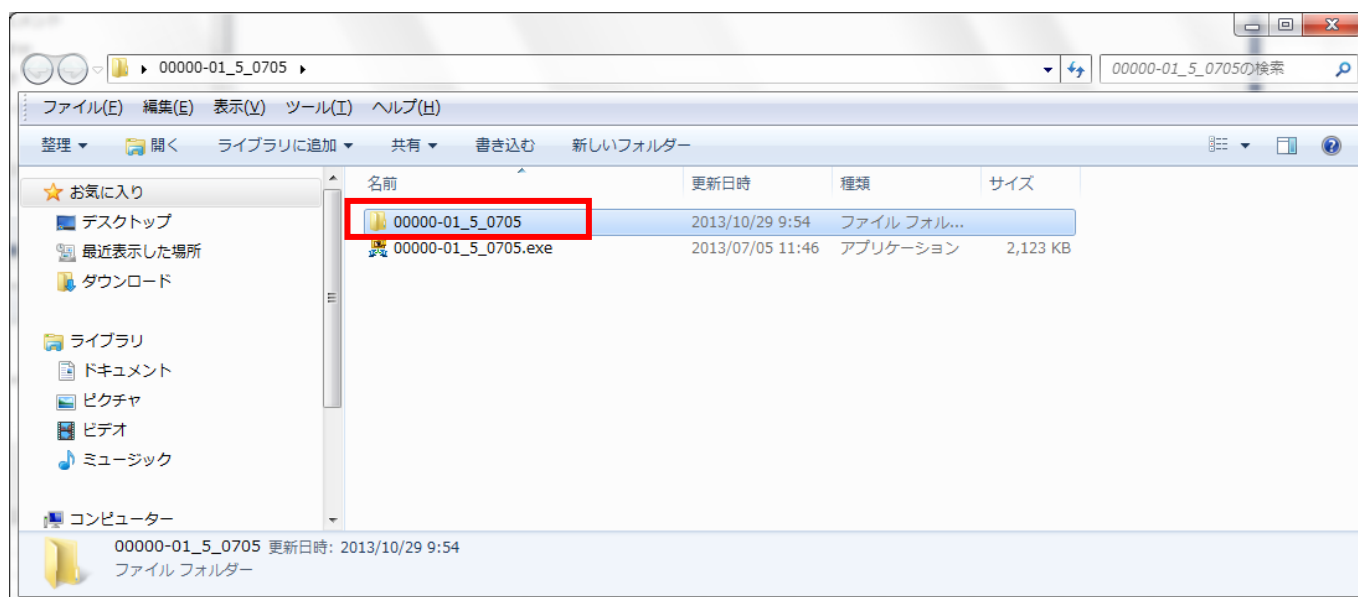 00000-01_5_0705
00000-01_5_0705の検索
ファイル(F) 編集(E) 表示(V) ツール(T) ヘルプ(H)
整理 開く ライブラリに追加 共有 書き込む 新しいフォルダー
お気に入り
デスクトップ
最近表示した場所
ダウンロード
ライブラリ
ドキュメント
ピクチャ
ビデオ
ミュージック
コンピューター
名前 更新日時 種類 サイズ
00000-01_5_0705 2013/10/29 9:54 ファイル フォル...
00000-01_5_0705.exe 2013/07/05 11:46 アプリケーション 2,123 KB
00000-01_5_0705 更新日時: 2013/10/29 9:54
ファイル フォルダー